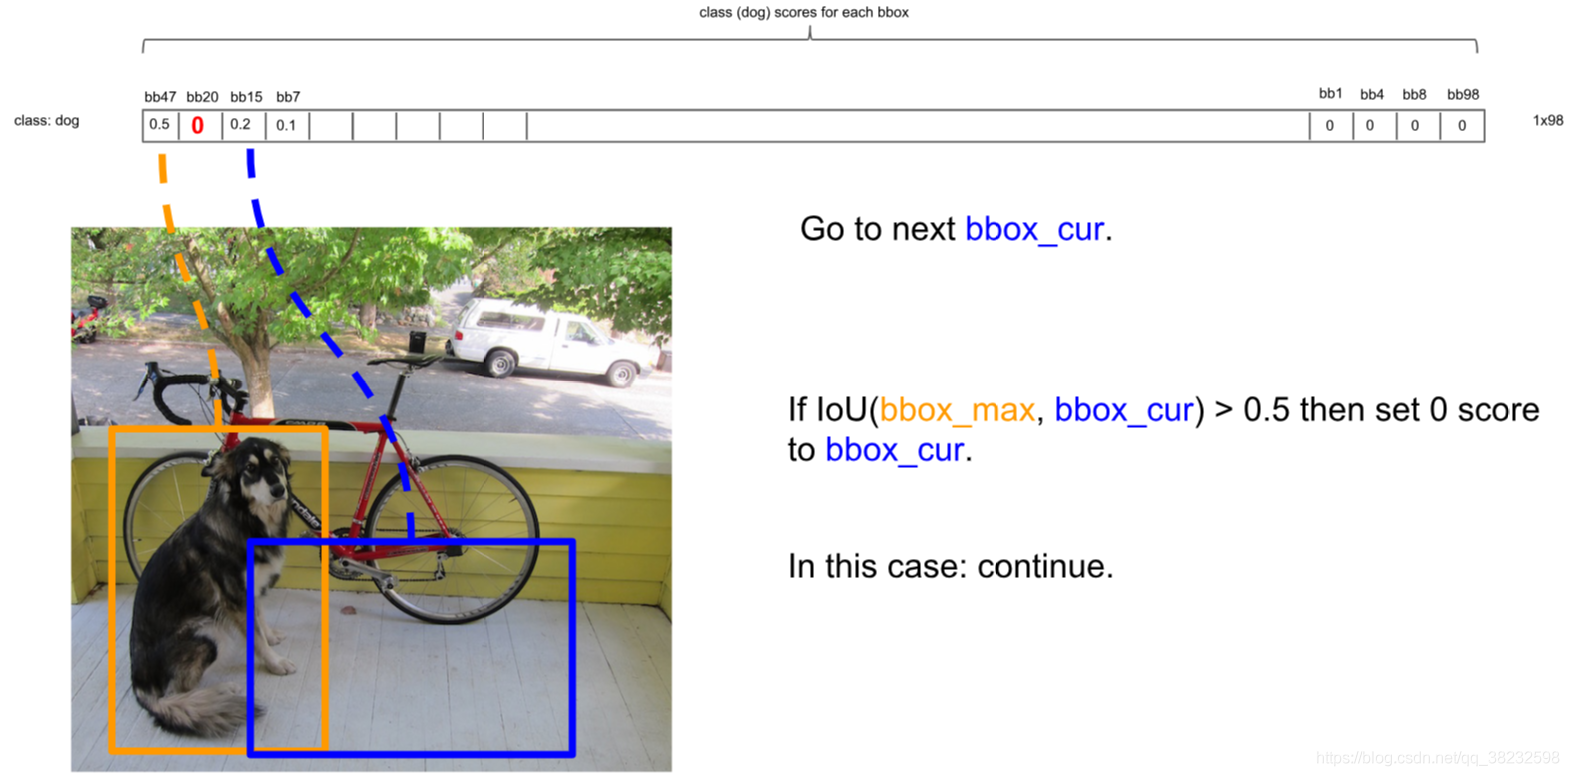 class (dog) scores for each bbox
bb47 bb20 bb15 bb7 bb1 bb4 bb8 bb98
class: dog 0.5 0 0.2 0.1 0 0 0 0 1x98
Go to next bbox_cur.
If IoU(bbox_max, bbox_cur) > 0.5 then set 0 score
to bbox_cur.
In this case: continue.
https://blog.csdn.net/qq_38232598